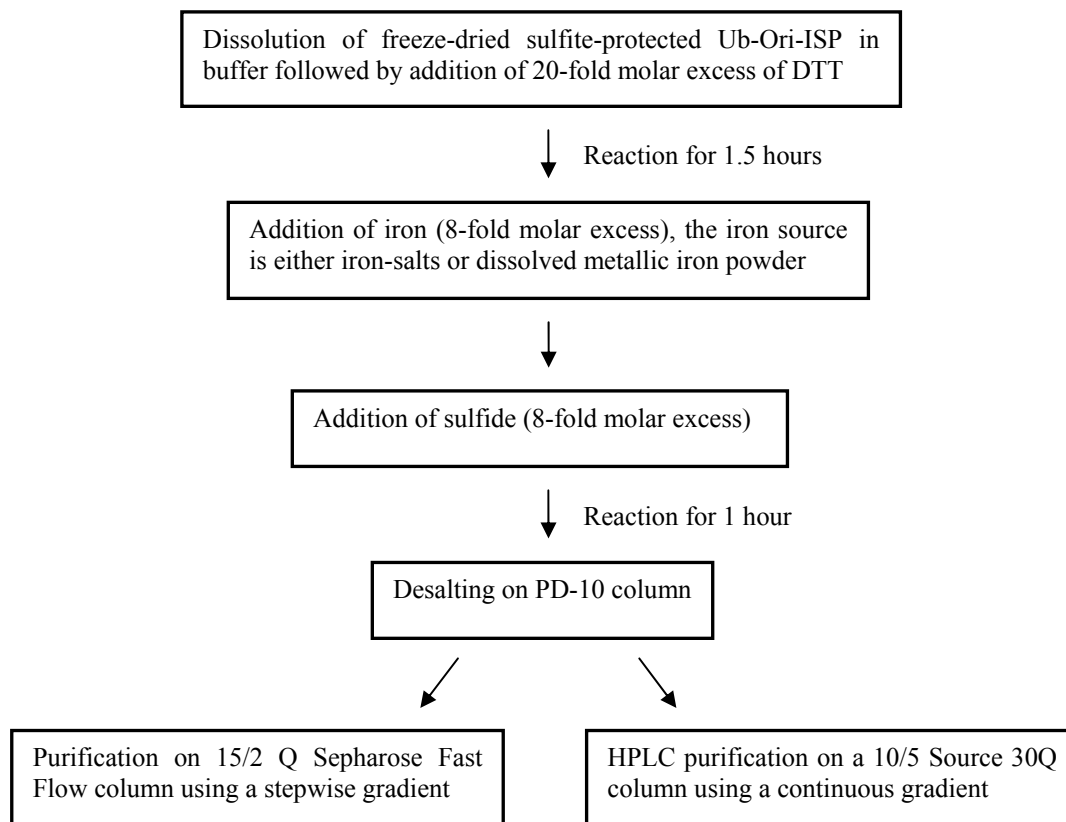 Dissolution of freeze-dried sulfite-protected Ub-Ori-ISP in
buffer followed by addition of 20-fold molar excess of DTT
Reaction for 1.5 hours
Addition of iron (8-fold molar excess), the iron source
is either iron-salts or dissolved metallic iron powder
Addition of sulfide (8-fold molar excess)
Reaction for 1 hour
Desalting on PD-10 column
Purification on 15/2 Q Sepharose Fast
Flow column using a stepwise gradient
HPLC purification on a 10/5 Source 30Q
column using a continuous gradient